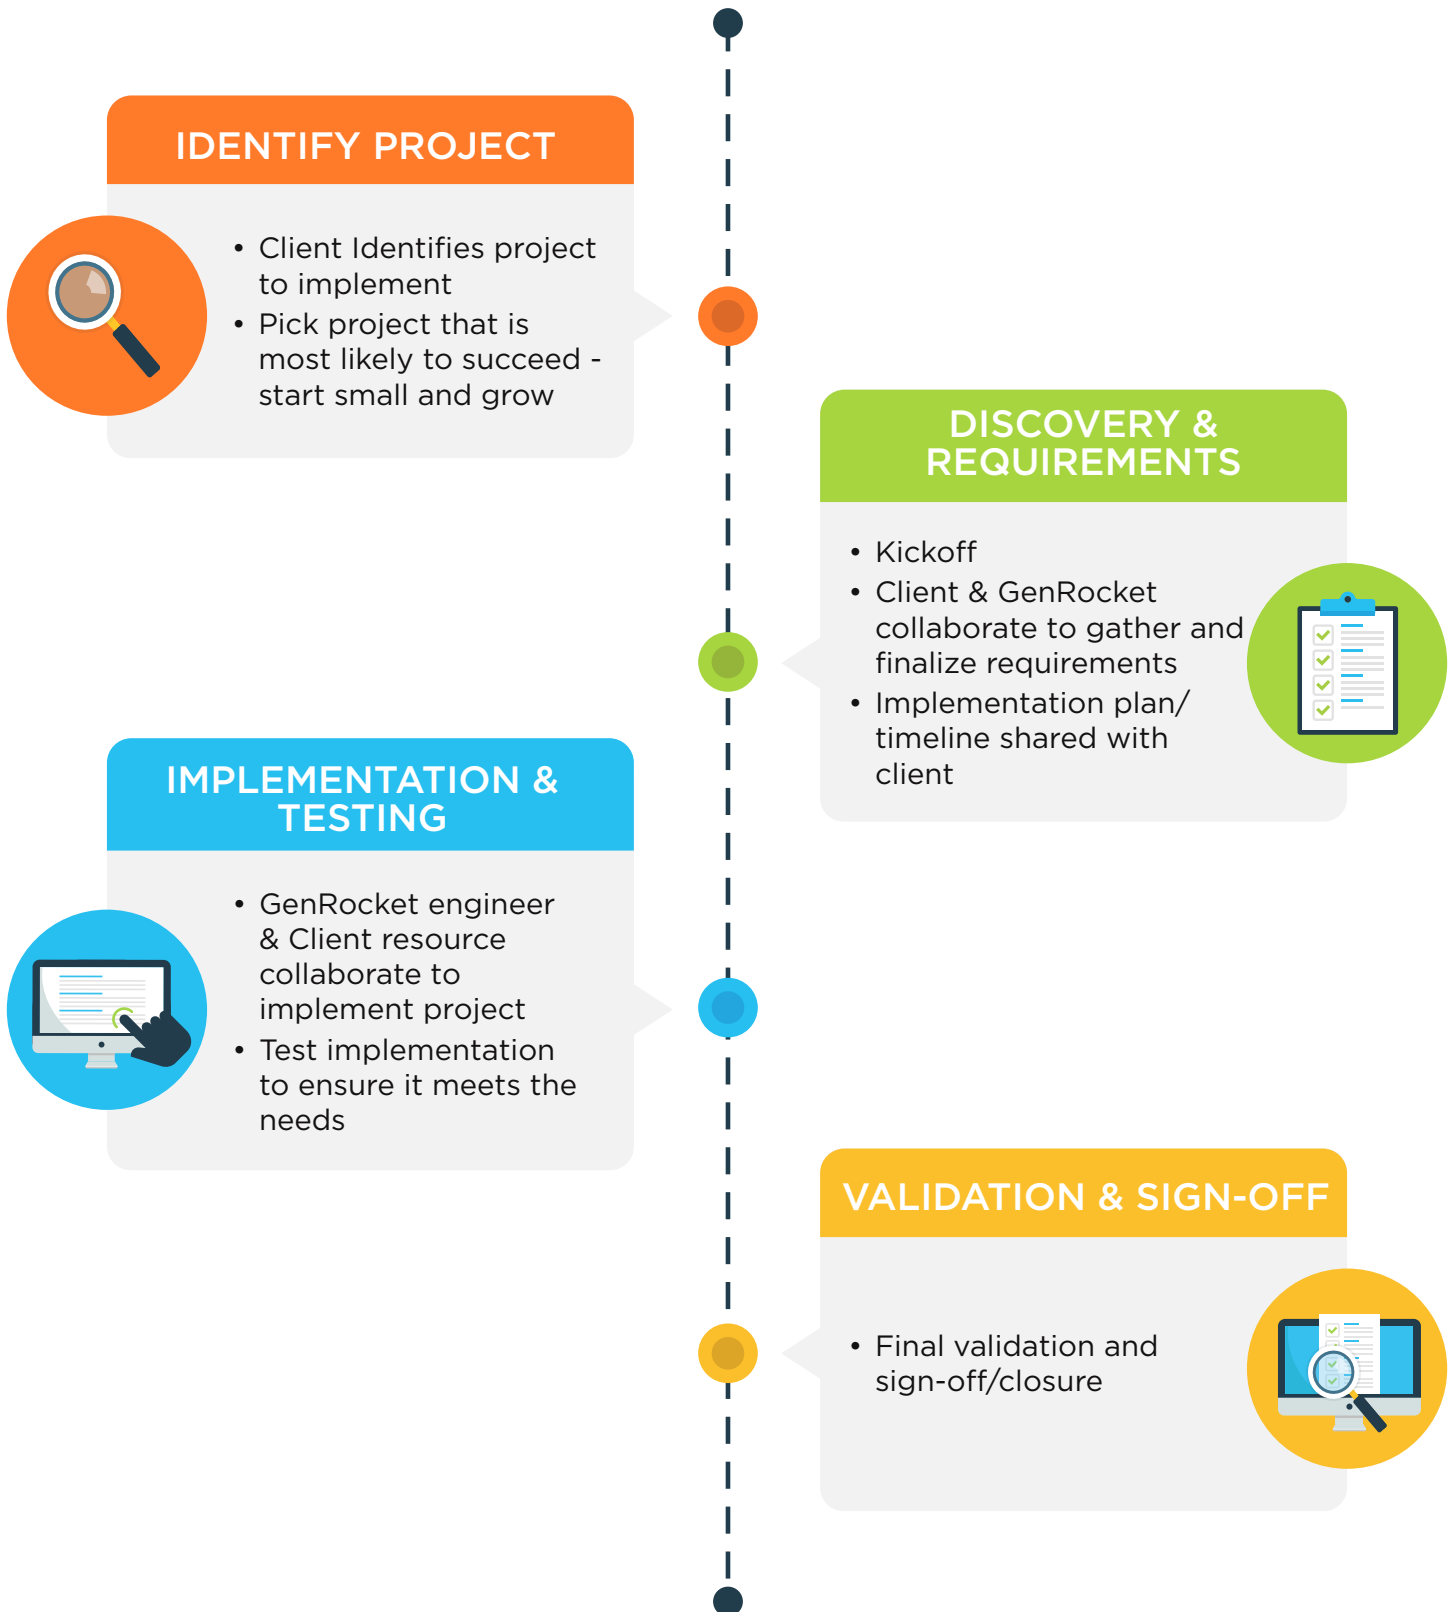 IDENTIFY PROJECT
• Client Identifies project
to implement
• Pick project that is
most likely to succeed -
start small and grow
DISCOVERY &
REQUIREMENTS
• Kickoff
• Client & GenRocket
collaborate to gather and
finalize requirements
• Implementation plan/
timeline shared with
client
IMPLEMENTATION &
TESTING
• GenRocket engineer
& Client resource
collaborate to
implement project
• Test implementation
to ensure it meets the
needs
VALIDATION & SIGN-OFF
• Final validation and
sign-off/closure